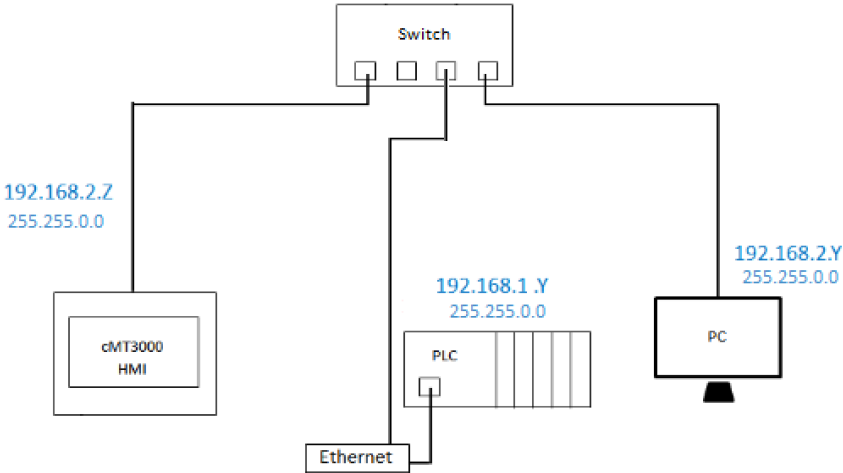 Switch
192.168.2.Z
255.255.0.0
192.168.2.Y
255.255.0.0
192.168.1 .Y
255.255.0.0
cMT3000
HMI
PLC
PC
Ethernet